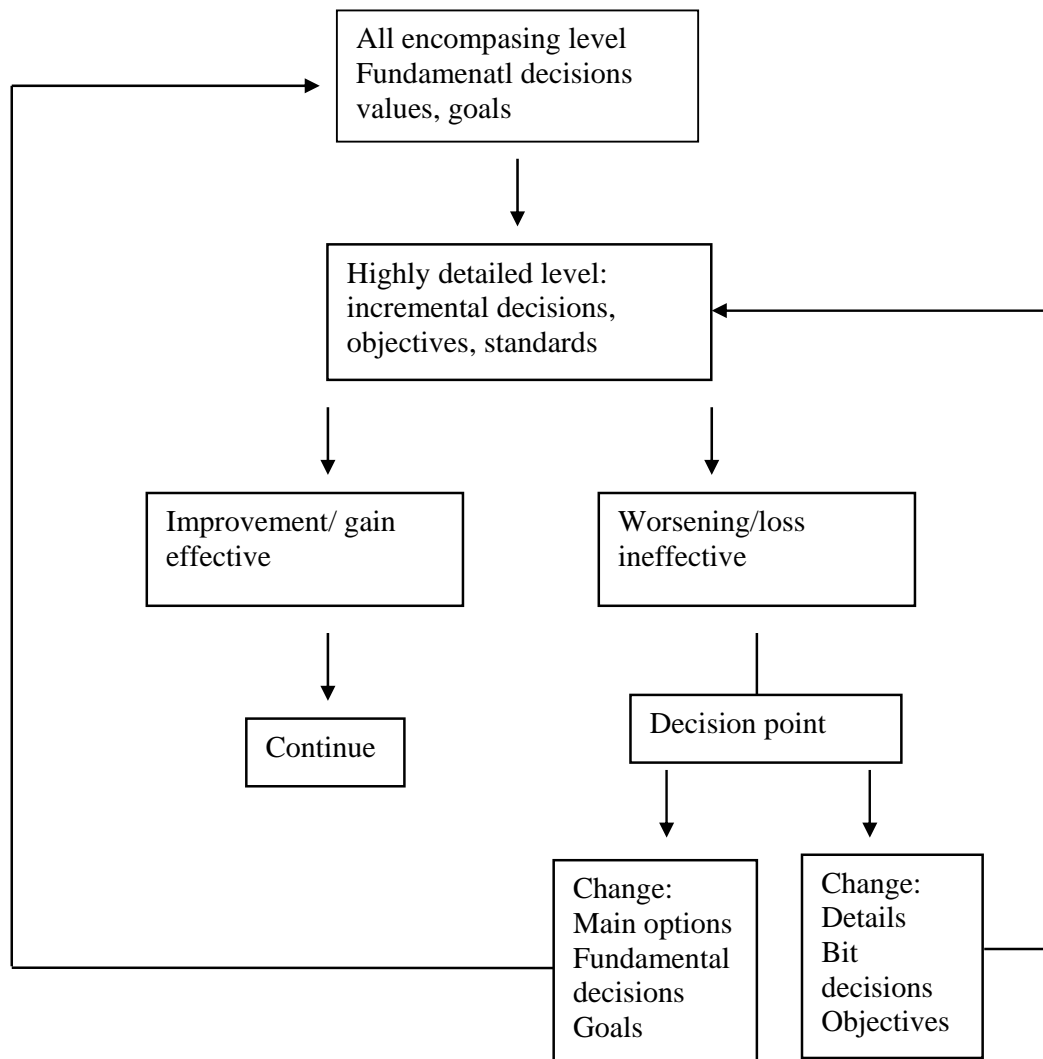 All encompasing level
Fundamenatl decisions
values, goals
Highly detailed level:
incremental decisions,
objectives, standards
Improvement/ gain
effective
Worsening/loss
ineffective
Continue
Decision point
Change:
Main options
Fundamental
decisions
Goals
Change:
Details
Bit
decisions
Objectives